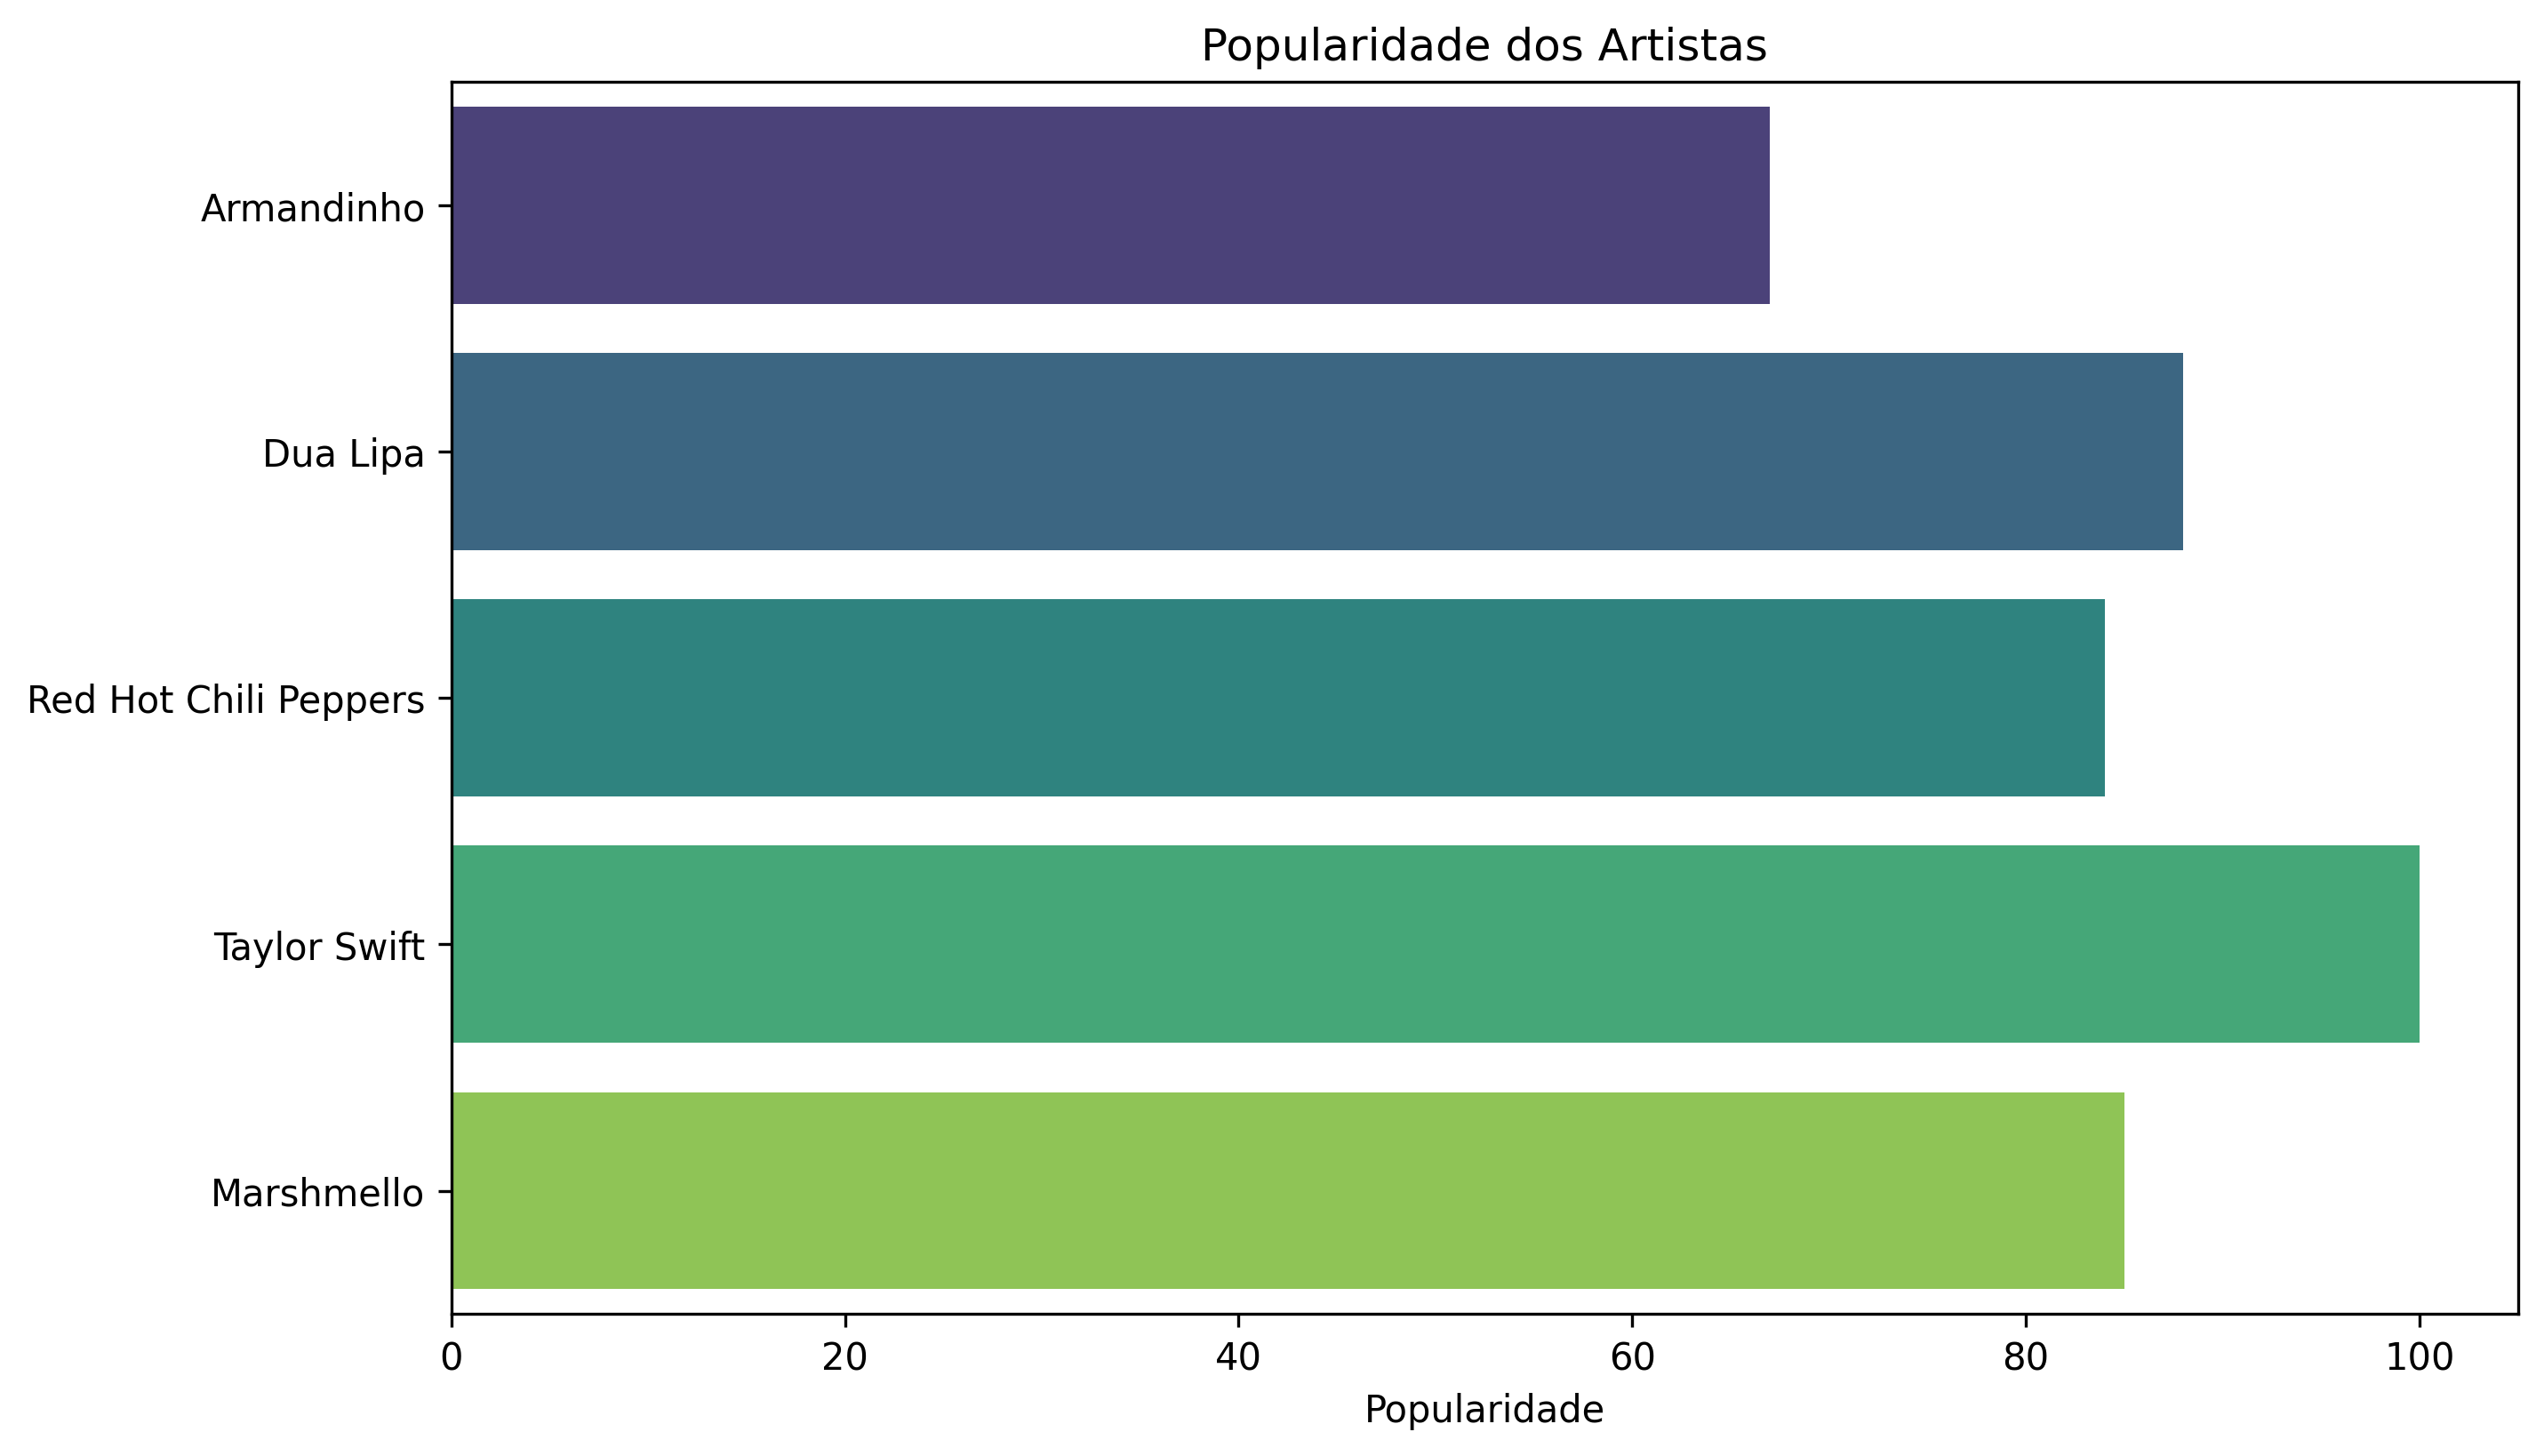 Popularidade dos Artistas
Armandinho
Dua Lipa
Red Hot Chili Peppers
Taylor Swift
Marshmello
0 20 40 60 80 100
Popularidade